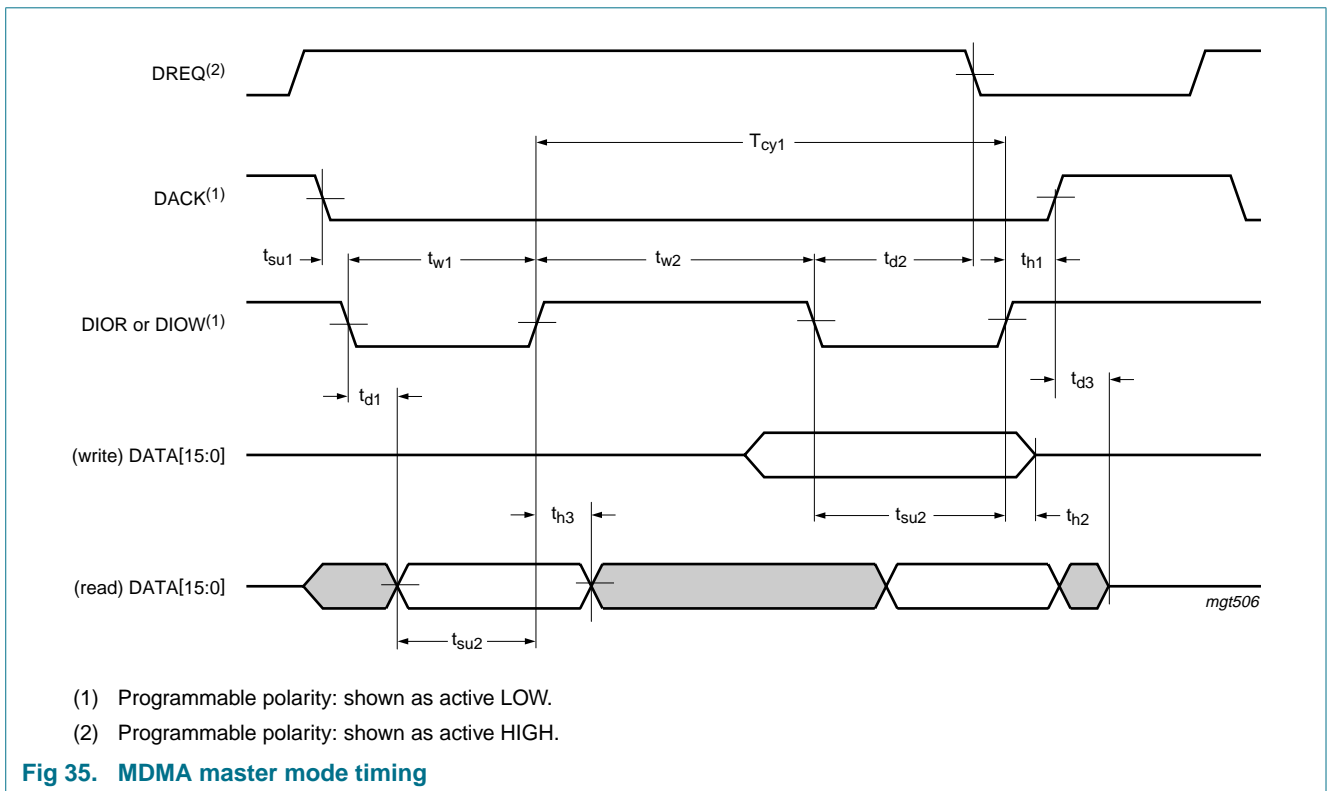 DREQ(2)
Tcy1
DACK(1)
tsu1
tw1
tw2
td2
th1
DIOR or DIOW(1)
td1
td3
(write) DATA[15:0]
th3
tsu2
th2
(read) DATA[15:0]
mgt506
tsu2
(1) Programmable polarity: shown as active LOW.
(2) Programmable polarity: shown as active HIGH.
Fig 35. MDMA master mode timing